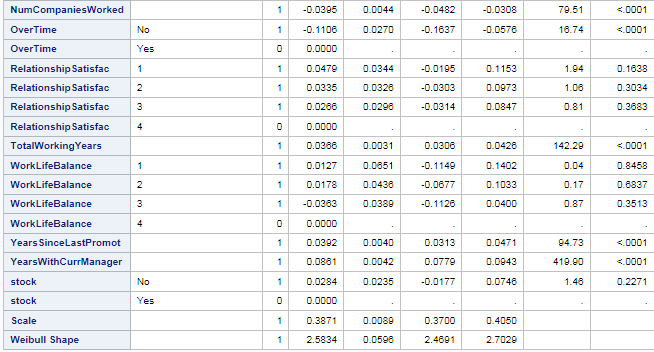 NumCompaniesWorked 1 -0.0395 0.0044 -0.0482 -0.0308 79.51 <.0001
OverTime No 1 -0.1106 0.0270 -0.1637 -0.0576 16.74 <.0001
OverTime Yes 0 0.0000 . . . . .
RelationshipSatisfac 1 1 0.0479 0.0344 -0.0195 0.1153 1.94 0.1638
RelationshipSatisfac 2 1 0.0335 0.0326 -0.0303 0.0973 1.06 0.3034
RelationshipSatisfac 3 1 0.0266 0.0296 -0.0314 0.0847 0.81 0.3683
RelationshipSatisfac 4 0 0.0000 . . . . .
TotalWorkingYears 1 0.0366 0.0031 0.0306 0.0426 142.29 <.0001
WorkLifeBalance 1 1 0.0127 0.0651 -0.1149 0.1402 0.04 0.8458
WorkLifeBalance 2 1 0.0178 0.0436 -0.0677 0.1033 0.17 0.6837
WorkLifeBalance 3 1 -0.0363 0.0389 -0.1126 0.0400 0.87 0.3513
WorkLifeBalance 4 0 0.0000 . . . . .
YearsSinceLastPromot 1 0.0392 0.0040 0.0313 0.0471 94.73 <.0001
YearsWithCurrManager 1 0.0861 0.0042 0.0779 0.0943 419.90 <.0001
stock No 1 0.0284 0.0235 -0.0177 0.0746 1.46 0.2271
stock Yes 0 0.0000 . . . . .
Scale 1 0.3871 0.0089 0.3700 0.4050
Weibull Shape 1 2.5834 0.0596 2.4691 2.7029